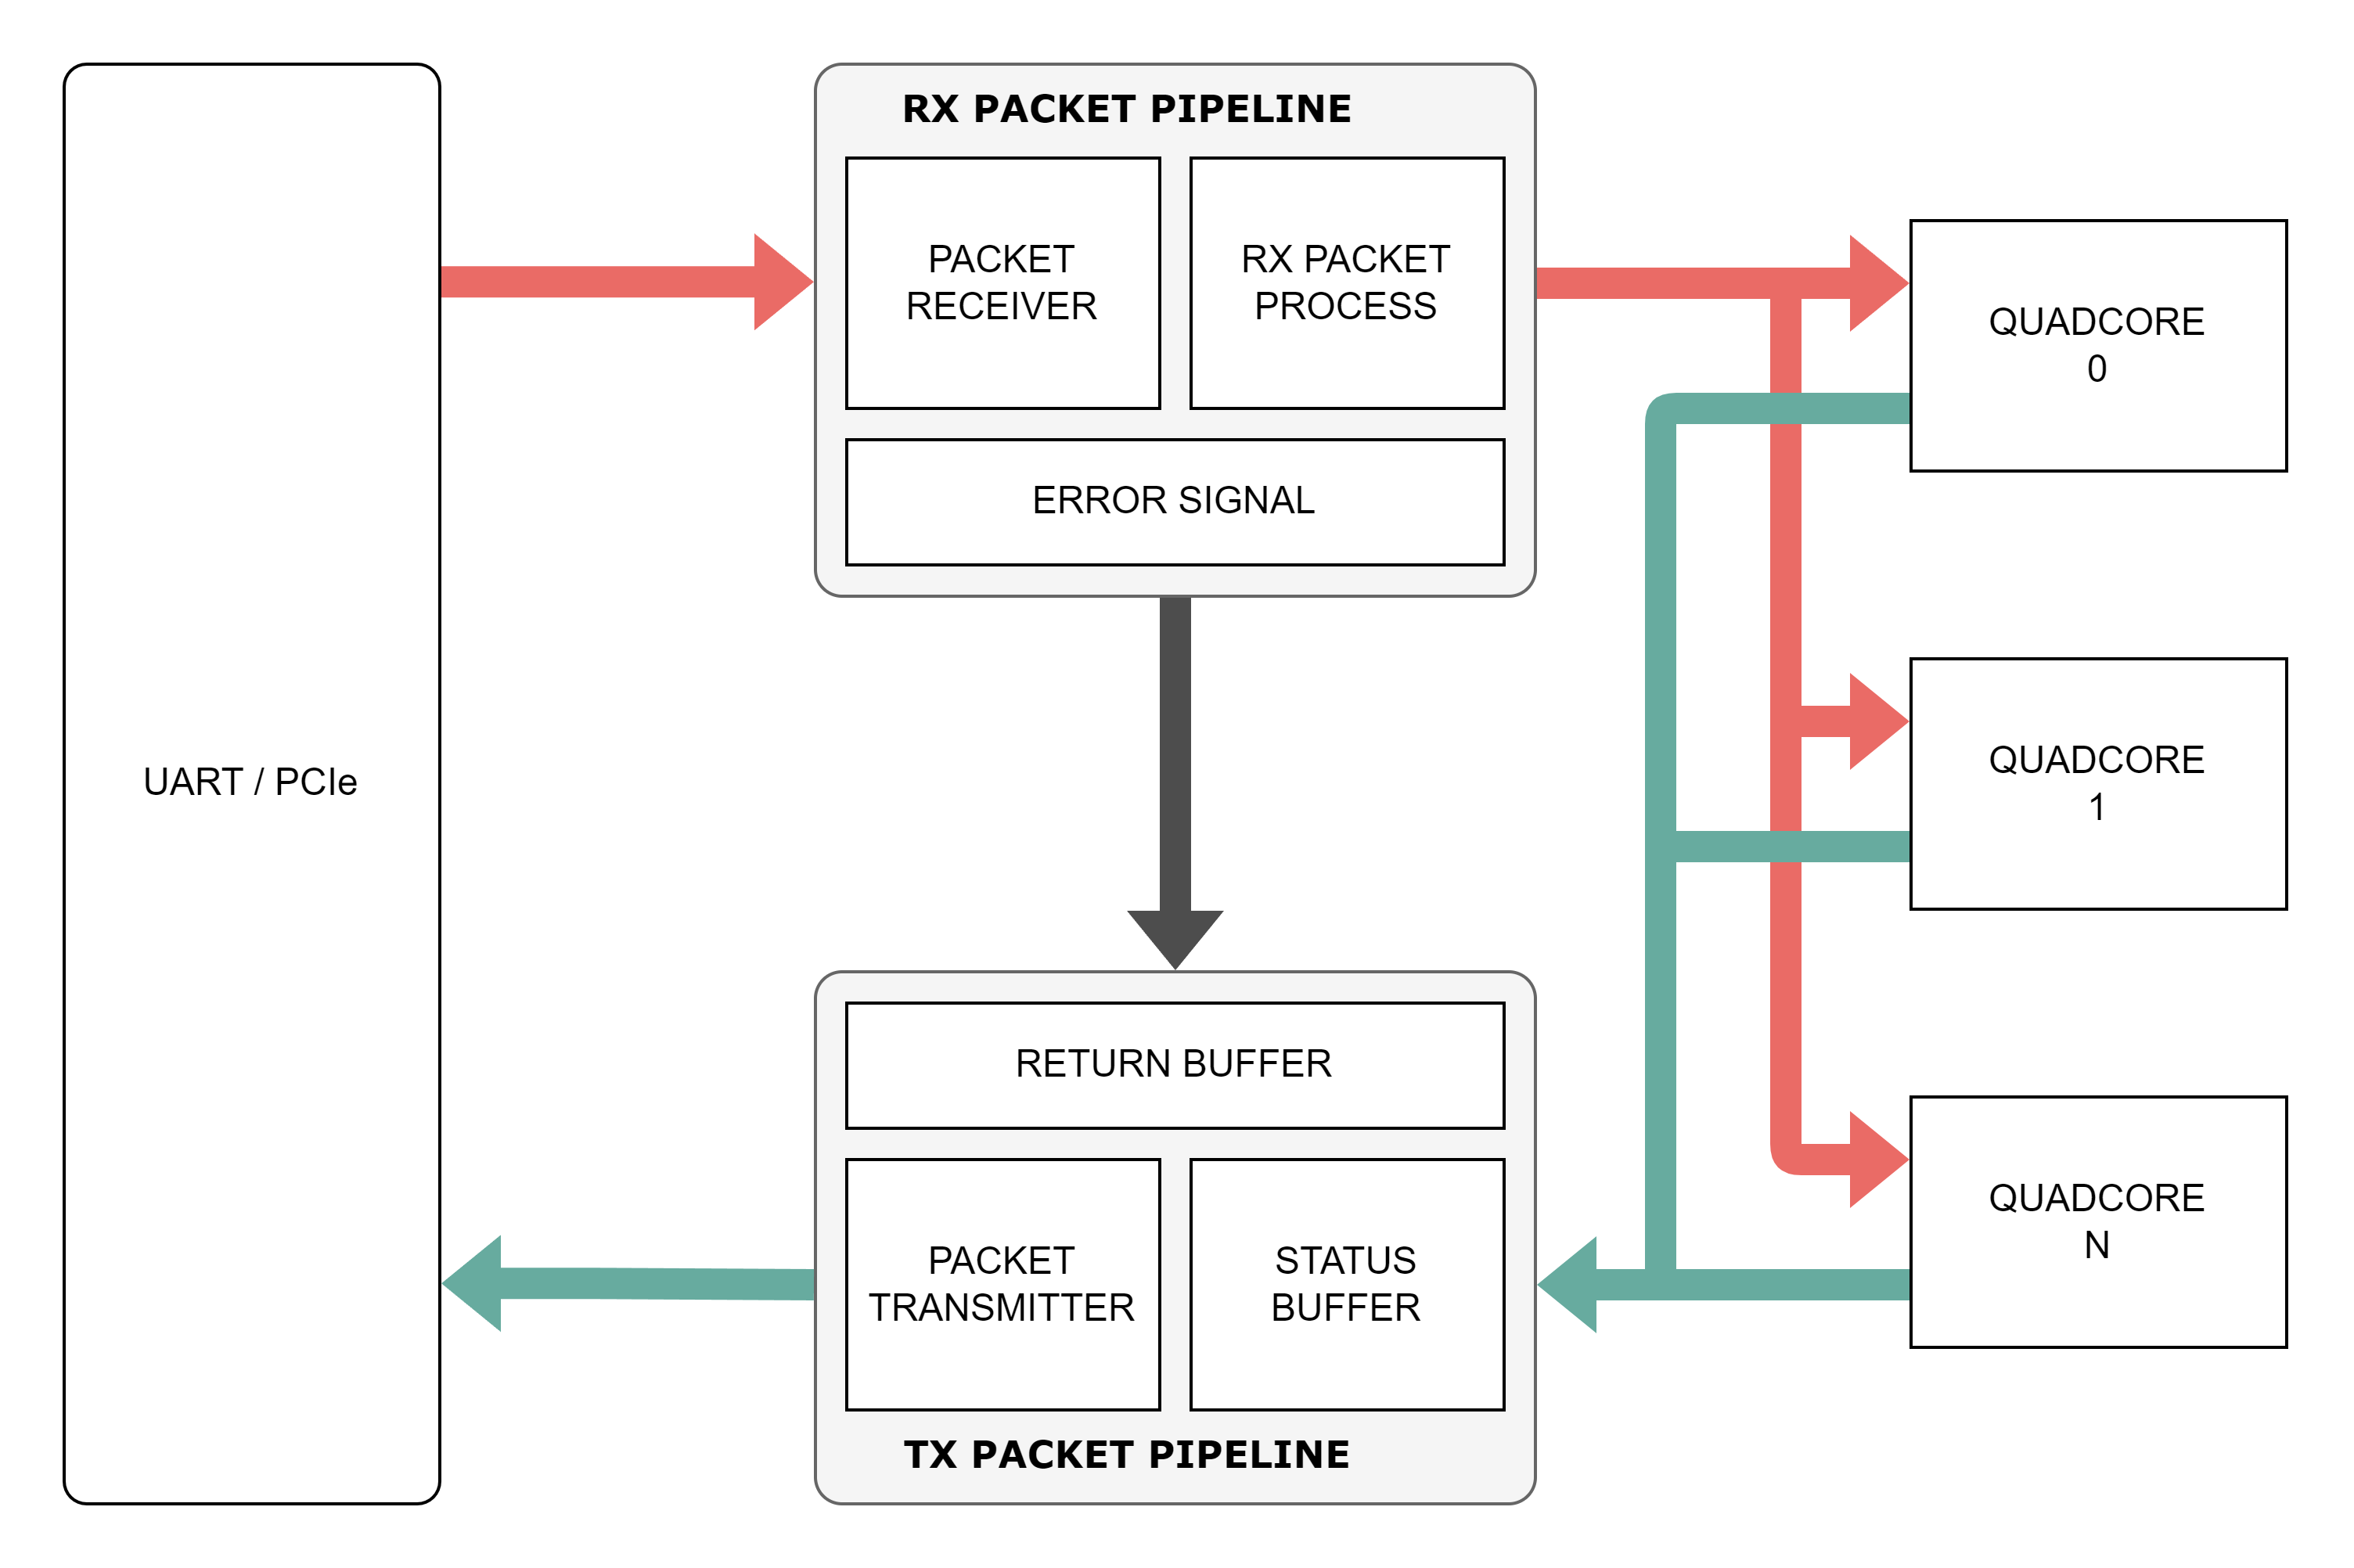 RX PACKET PIPELINE
PACKET
RECEIVER
RX PACKET
PROCESS
ERROR SIGNAL
UART / PCIe
QUADCORE
0
QUADCORE
1
QUADCORE
N
RETURN BUFFER
PACKET
TRANSMITTER
STATUS
BUFFER
TX PACKET PIPELINE